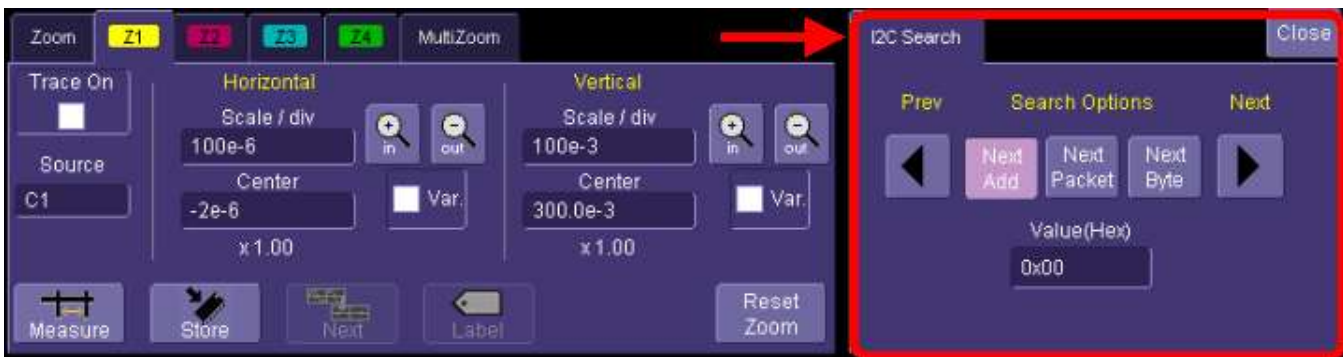 Zoom Z1 Z2 Z3 Z4 MultiZoom
Trace On
Source
C1
Horizontal
Scale / div
100e-6
in
out
Center
-2e-6
Var.
x 1.00
Vertical
Scale / div
100e-3
in
out
Center
300.0e-3
Var.
x 1.00
Measure
Store
Next
Label
Reset
Zoom
I2C Search
Close
Prev
Search Options
Next
Next
Add
Next
Packet
Next
Byte
Value(Hex)
0x00